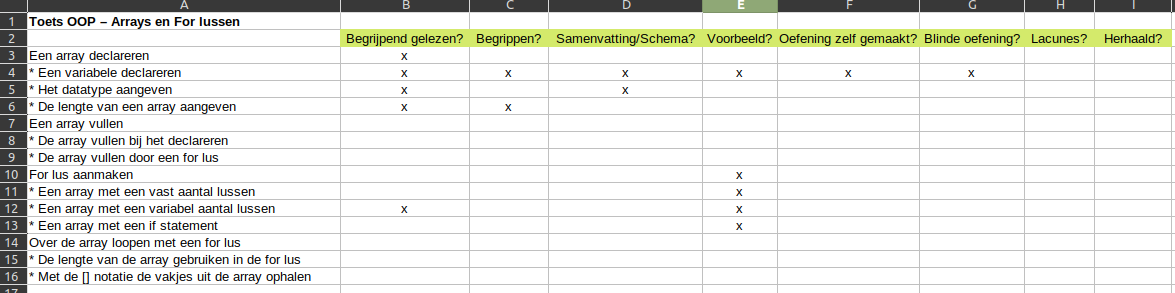 A B C D E F G H I
1 Toets OOP – Arrays en For lussen
2 Begrijpend gelezen? Begrippen? Samenvatting/Schema? Voorbeeld? Oefening zelf gemaakt? Blinde oefening? Lacunes? Herhaald?
3 Een array declareren x
4 * Een variabele declareren x x x x x x
5 * Het datatype aangeven x x
6 * De lengte van een array aangeven x x
7 Een array vullen
8 * De array vullen bij het declareren
9 * De array vullen door een for lus
10 For lus aanmaken x
11 * Een array met een vast aantal lussen x
12 * Een array met een variabel aantal lussen x x
13 * Een array met een if statement x
14 Over de array loopen met een for lus
15 * De lengte van de array gebruiken in de for lus
16 * Met de [] notatie de vakjes uit de array ophalen
17